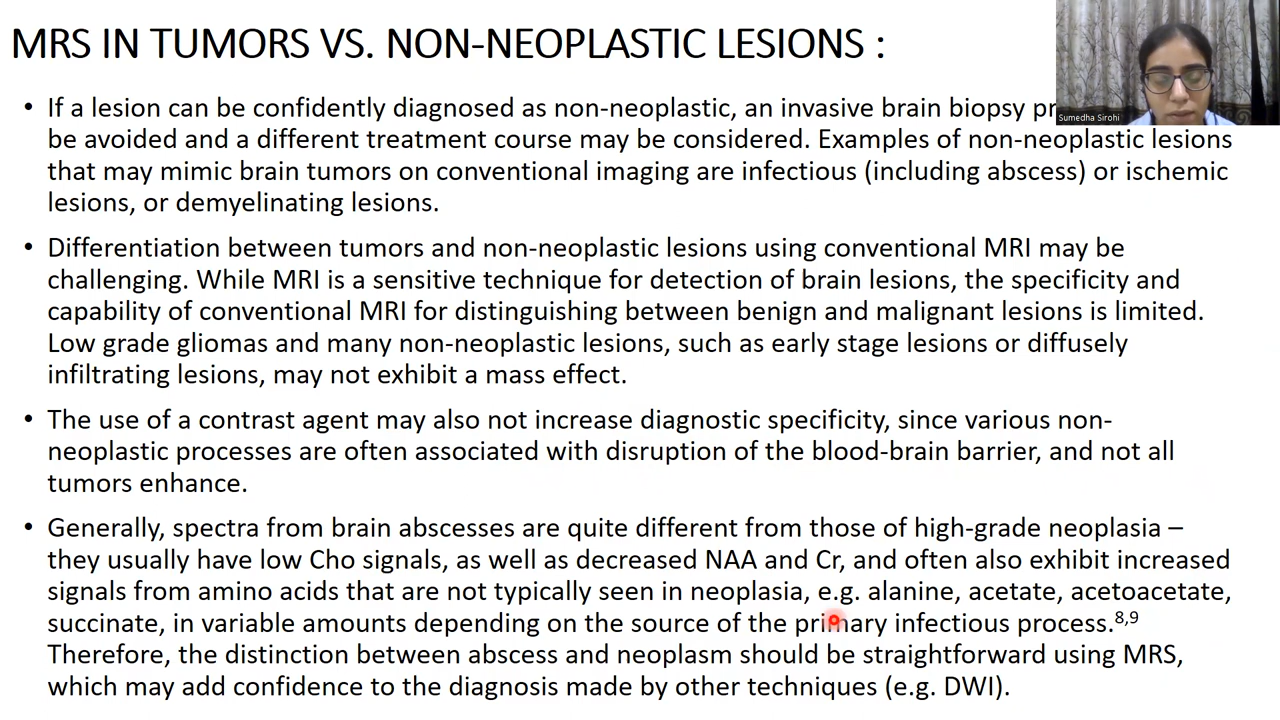 MRS IN TUMORS VS. NON-NEOPLASTIC LESIONS :
• If a lesion can be confidently diagnosed as non-neoplastic, an invasive brain biopsy
be avoided and a different treatment course may be considered. Examples of non-neoplastic lesions
that may mimic brain tumors on conventional imaging are infectious (including abscess) or ischemic
lesions, or demyelinating lesions.
• Differentiation between tumors and non-neoplastic lesions using conventional MRI may be
challenging. While MRI is a sensitive technique for detection of brain lesions, the specificity and
capability of conventional MRI for distinguishing between benign and malignant lesions is limited.
Low grade gliomas and many non-neoplastic lesions, such as early stage lesions or diffusely
infiltrating lesions, may not exhibit a mass effect.
• The use of a contrast agent may also not increase diagnostic specificity, since various non-
neoplastic processes are often associated with disruption of the blood-brain barrier, and not all
tumors enhance.
• Generally, spectra from brain abscesses are quite different from those of high-grade neoplasia –
they usually have low Cho signals, as well as decreased NAA and Cr, and often also exhibit increased
signals from amino acids that are not typically seen in neoplasia, e.g. alanine, acetate, acetoacetate,
succinate, in variable amounts depending on the source of the primary infectious process.8,9
Therefore, the distinction between abscess and neoplasm should be straightforward using MRS,
which may add confidence to the diagnosis made by other techniques (e.g. DWI).
Sumedha Sirohi